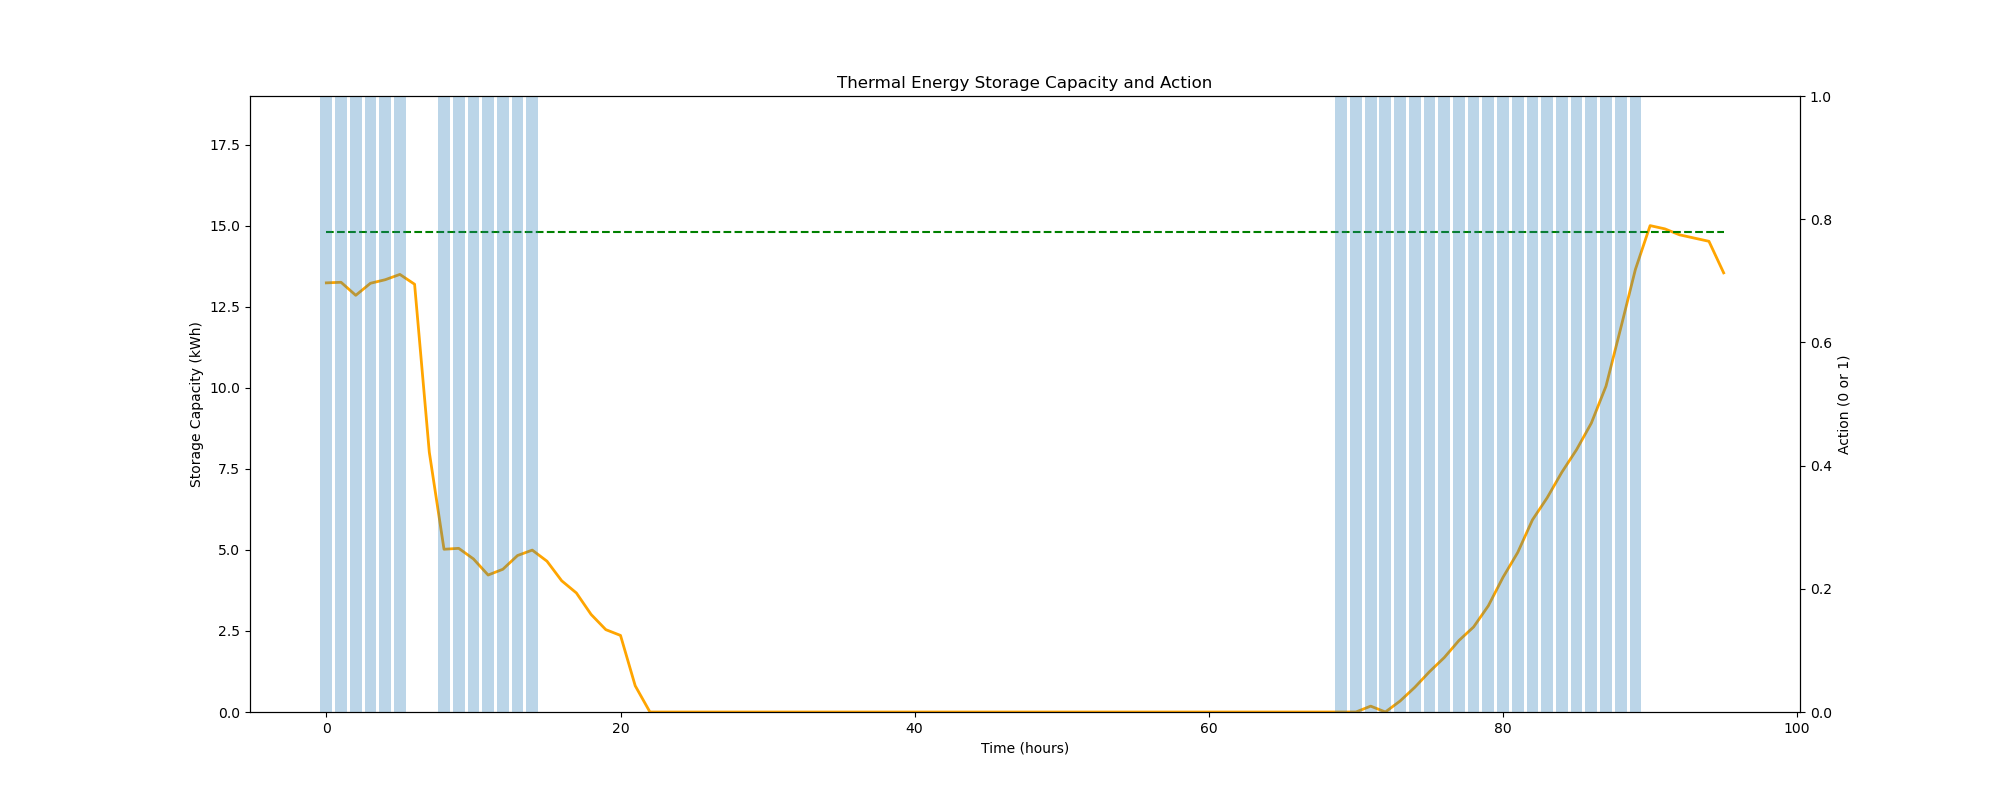 Thermal Energy Storage Capacity and Action
17.5
15.0
12.5
10.0
7.5
5.0
2.5
0.0
Storage Capacity (kWh)
1.0
0.8
0.6
0.4
0.2
0.0
Action (0 or 1)
0 20 40 60 80 100
Time (hours)